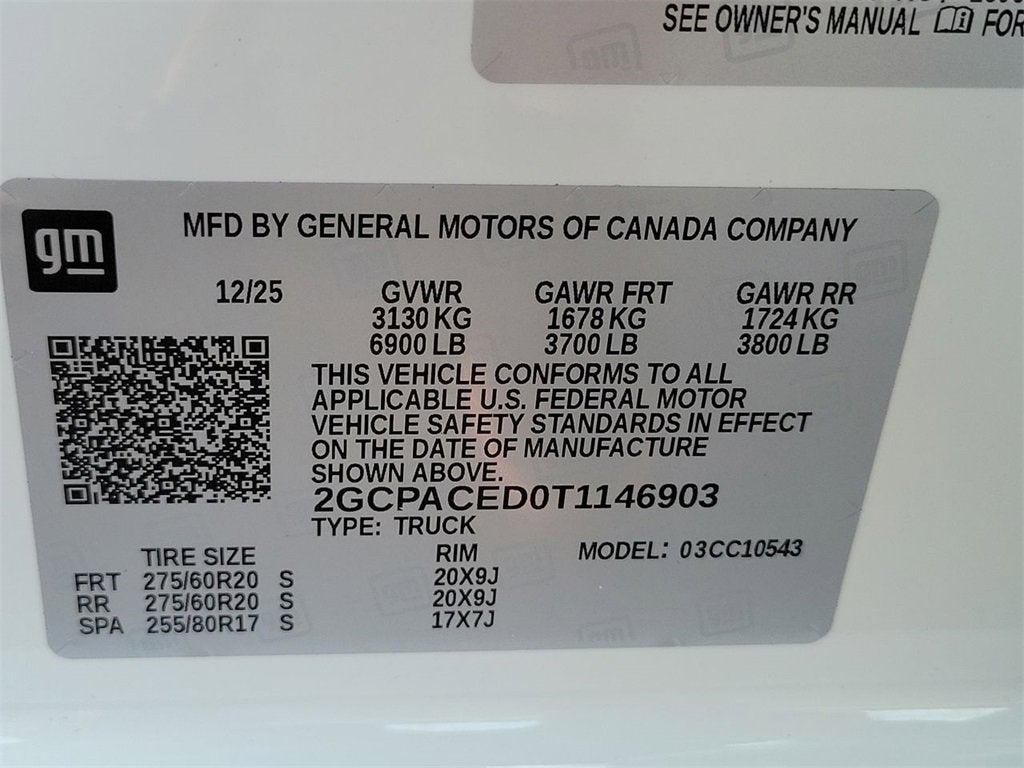 SEE OWNER'S MANUAL FOR
gm
MFD BY GENERAL MOTORS OF CANADA COMPANY
12/25 GVWR GAWR FRT GAWR RR
3130 KG 1678 KG 1724 KG
6900 LB 3700 LB 3800 LB
THIS VEHICLE CONFORMS TO ALL
APPLICABLE U.S. FEDERAL MOTOR
VEHICLE SAFETY STANDARDS IN EFFECT
ON THE DATE OF MANUFACTURE
SHOWN ABOVE.
2GCPACED0T1146903
TYPE: TRUCK
TIRE SIZE RIM MODEL: 03CC10543
FRT 275/60R20 S 20X9J
RR 275/60R20 S 20X9J
SPA 255/80R17 S 17X7J